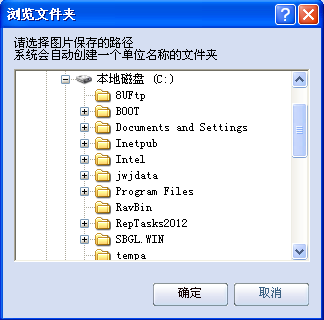 浏览文件夹
请选择图片保存的路径
系统会自动创建一个单位名称的文件夹
本地磁盘 (C:)
8UFtp
BOOT
Documents and Settings
Inetpub
Intel
jwjdata
Program Files
RavBin
RepTasks2012
SBGL.WIN
tempa
确定
取消